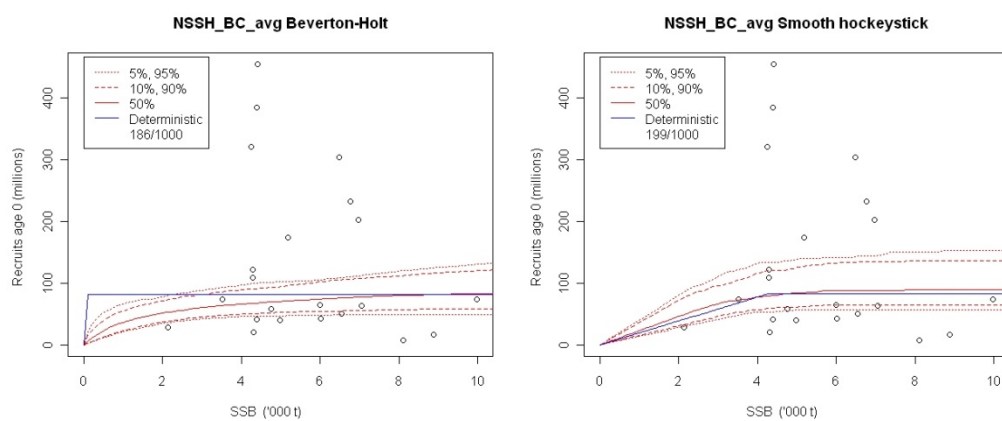 NSSH_BC_avg Beverton-Holt
5%, 95%
10%, 90%
50%
Deterministic
186/1000
400
300
200
100
0
Recruits age 0 (millions)
0 2 4 6 8 10
SSB ('000 t)
NSSH_BC_avg Smooth hockeystick
5%, 95%
10%, 90%
50%
Deterministic
199/1000
400
300
200
100
0
Recruits age 0 (millions)
0 2 4 6 8 10
SSB ('000 t)